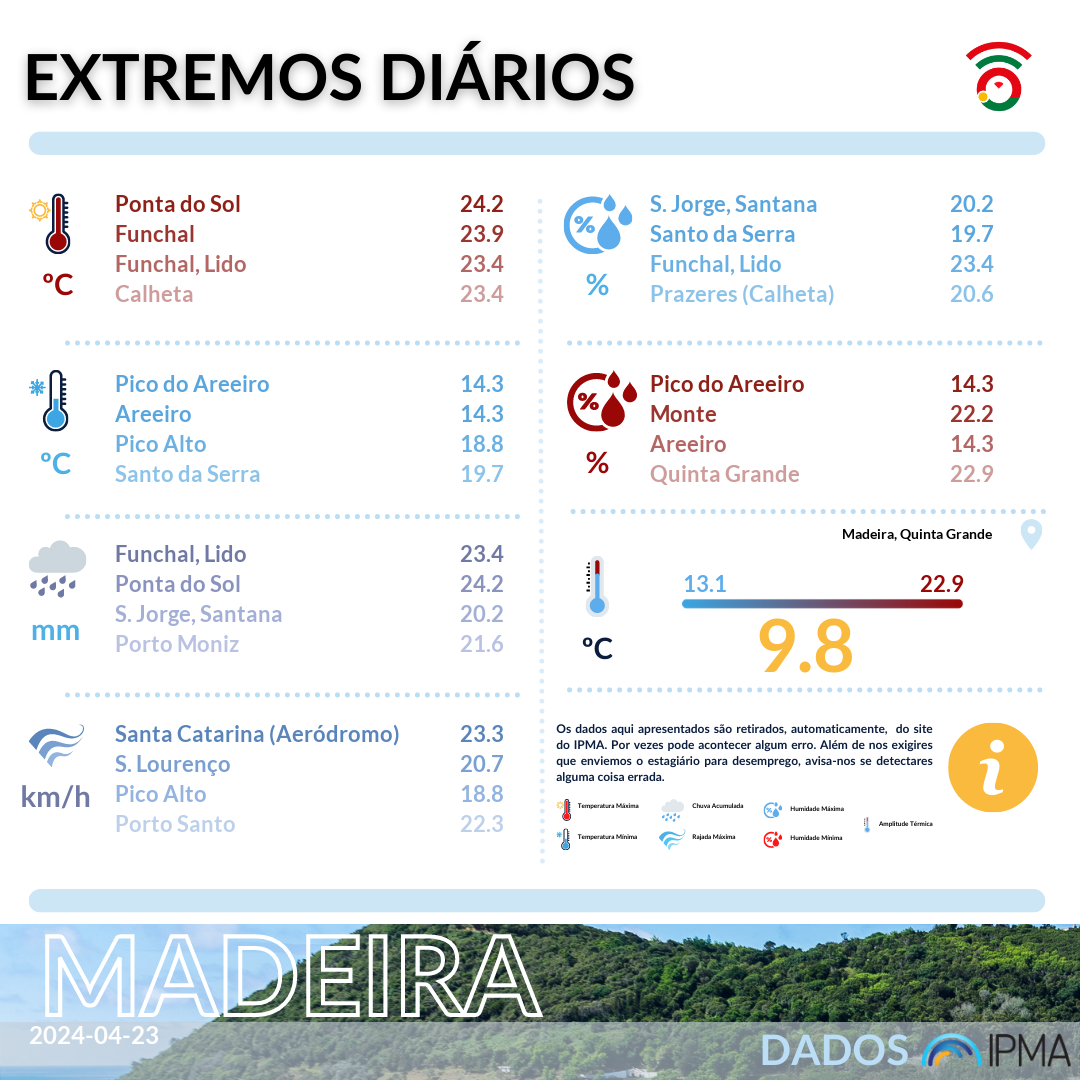 EXTREMOS DIÁRIOS
Ponta do Sol 24.2
Funchal 23.9
Funchal, Lido 23.4
Calheta 23.4
ºC
Pico do Areeiro 14.3
Areeiro 14.3
Pico Alto 18.8
Santo da Serra 19.7
ºC
Funchal, Lido 23.4
Ponta do Sol 24.2
S. Jorge, Santana 20.2
Porto Moniz 21.6
mm
Santa Catarina (Aeródromo) 23.3
S. Lourenço 20.7
Pico Alto 18.8
Porto Santo 22.3
km/h
%
S. Jorge, Santana 20.2
Santo da Serra 19.7
Funchal, Lido 23.4
Prazeres (Calheta) 20.6
%
%
Pico do Areeiro 14.3
Monte 22.2
Areeiro 14.3
Quinta Grande 22.9
%
Madeira, Quinta Grande
13.1 22.9
9.8
ºC
Os dados aqui apresentados são retirados, automaticamente, do site
do IPMA. Por vezes pode acontecer algum erro. Além de nos exigires
que enviemos o estagiário para desemprego, avisa-nos se detectares
alguma coisa errada.
i
Temperatura Máxima
Chuva Acumulada
Humidade Máxima
Amplitude Térmica
Temperatura Mínima
Rajada Máxima
Humidade Mínima
MADEIRA
2024-04-23
DADOS IPMA